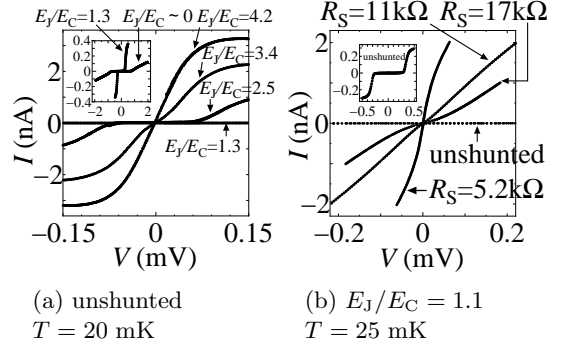 E_J/E_C=1.3 E_J/E_C ~ 0 E_J/E_C=4.2
E_J/E_C=3.4
E_J/E_C=2.5
E_J/E_C=1.3
0.4
0.2
0
−0.2
−0.4
−2 0 2
2
0
−2
I (nA)
−0.15 0 0.15
V (mV)
(a) unshunted
T = 20 mK
R_S=11kΩ R_S=17kΩ
unshunted
0.3
0
−0.3
−0.5 0 0.5
unshunted
R_S=5.2kΩ
2
0
−2
I (nA)
−0.2 0 0.2
V (mV)
(b) E_J/E_C = 1.1
T = 25 mK